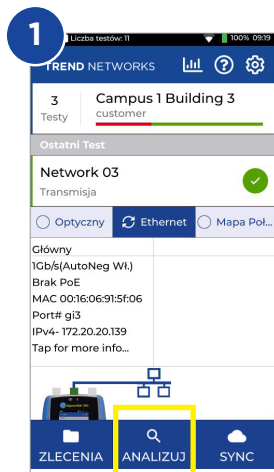 1
Liczba testów: 11
100% 09:19
TREND NETWORKS
3
Testy
Campus 1 Building 3
customer
Ostatni Test
Network 03
Transmisja
Optyczny
Ethernet
Mapa Poł...
Główny
1Gb/s(AutoNeg Wł.)
Brak PoE
MAC 00:16:06:91:5f:06
Port# gi3
IPv4- 172.20.20.139
Tap for more info...
ZLECENIA
ANALIZUJ
SYNC